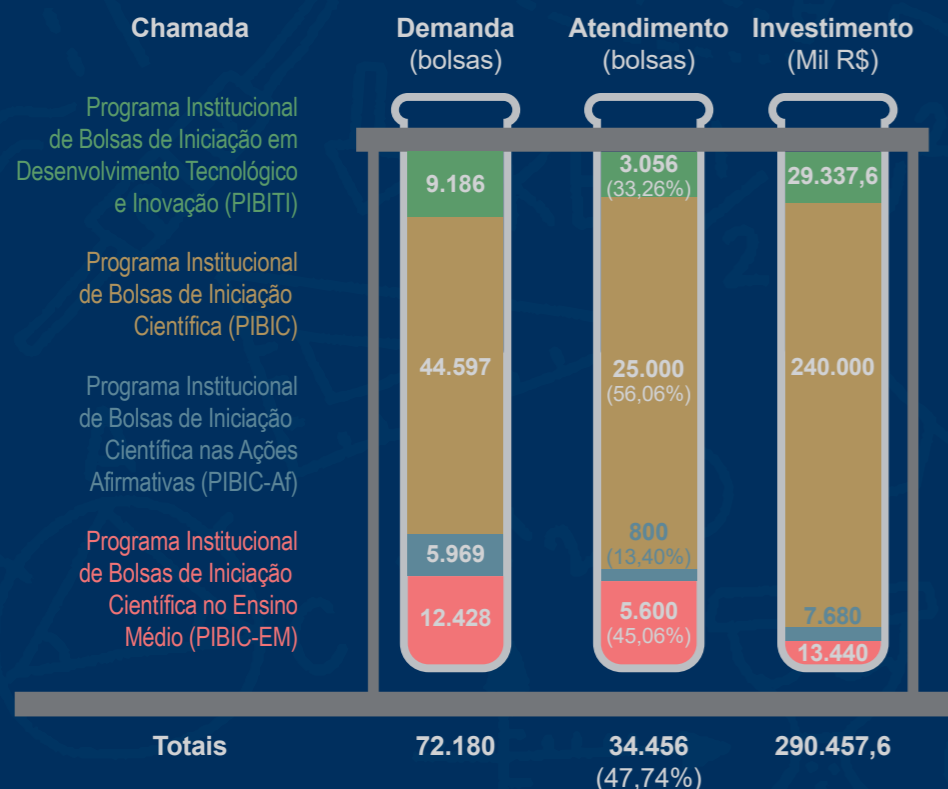 Chamada
Demanda
(bolsas)
Atendimento
(bolsas)
Investimento
(Mil R$)
Programa Institucional
de Bolsas de Iniciação em
Desenvolvimento Tecnológico
e Inovação (PIBITI)
9.186
3.056
(33,26%)
29.337,6
Programa Institucional
de Bolsas de Iniciação
Científica (PIBIC)
44.597
25.000
(56,06%)
240.000
Programa Institucional
de Bolsas de Iniciação
Científica nas Ações
Afirmativas (PIBIC-Af)
5.969
800
(13,40%)
7.680
Programa Institucional
de Bolsas de Iniciação
Científica no Ensino
Médio (PIBIC-EM)
12.428
5.600
(45,06%)
13.440
Totais
72.180
34.456
(47,74%)
290.457,6